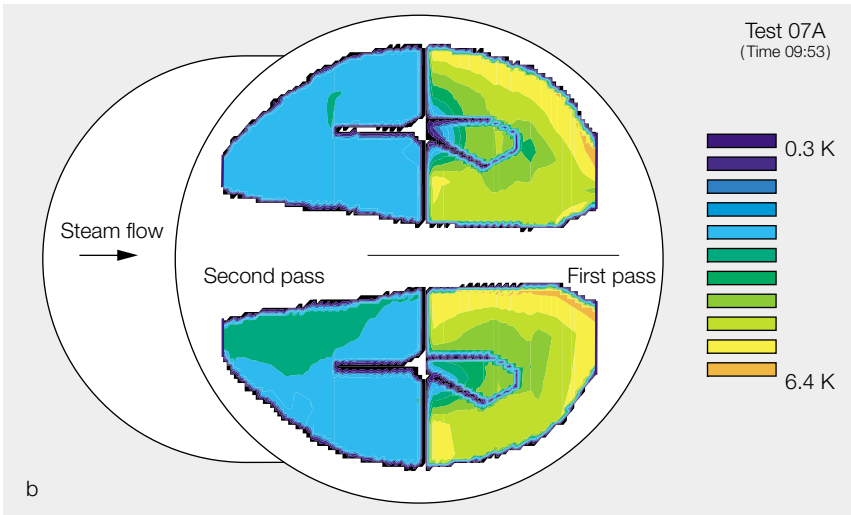 Test 07A
(Time 09:53)
0.3 K
Steam flow
Second pass
First pass
6.4 K
b